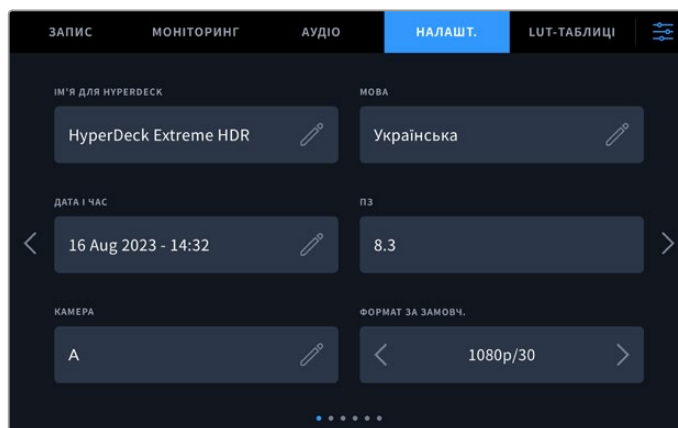 ЗАПИС МОНІТОРИНГ АУДІО НАЛАШТ. LUT-ТАБЛИЦІ
ІМ'Я ДЛЯ HYPERDECK МОВА
HyperDeck Extreme HDR Українська
ДАТА І ЧАС ПЗ
16 Aug 2023 - 14:32 8.3
КАМЕРА ФОРМАТ ЗА ЗАМОВЧ.
A 1080p/30